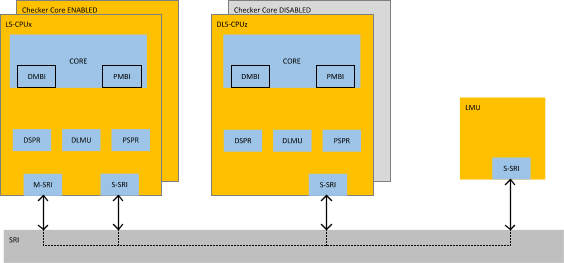 Checker Core ENABLED
LS-CPUx
CORE
DMBI
PMBI
DSPR
DLMU
PSPR
M-SRI
S-SRI
Checker Core DISABLED
DLS-CPUz
CORE
DMBI
PMBI
DSPR
DLMU
PSPR
S-SRI
LMU
S-SRI
SRI